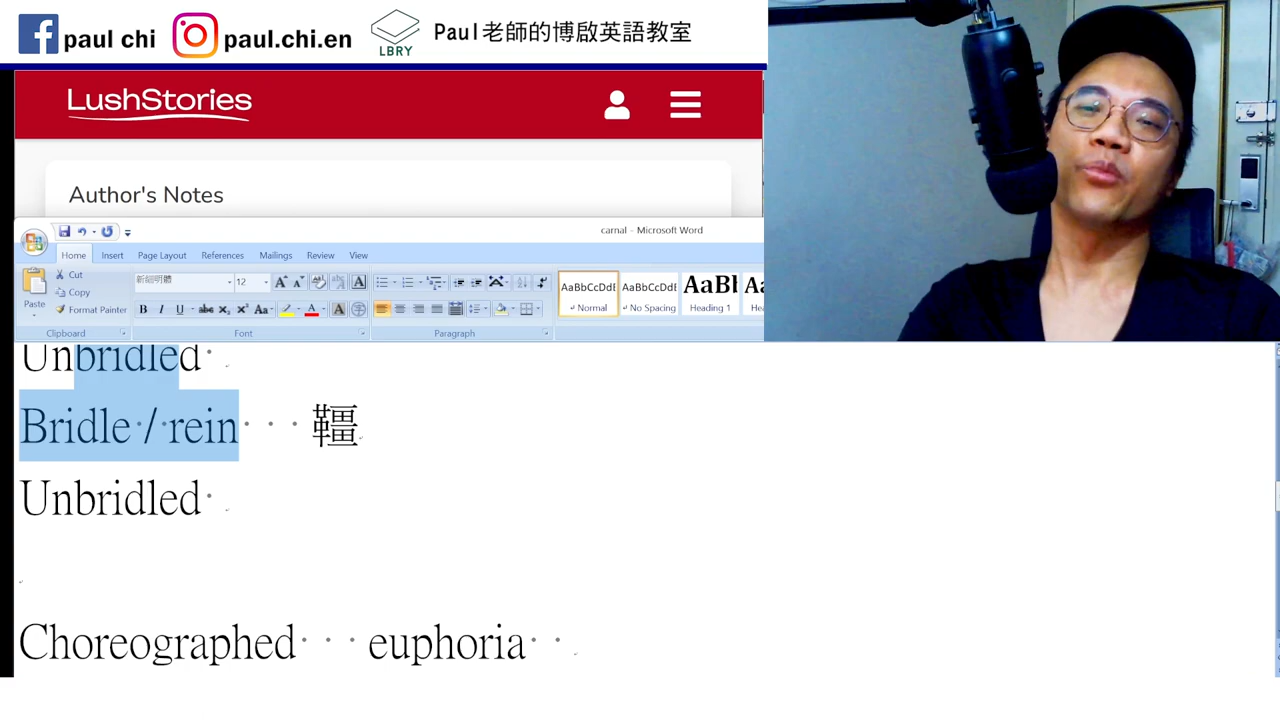 paul chi
paul.chi.en
LBRY
Paul老師的博啟英語教室
LushStories
Author's Notes
carnal - Microsoft Word
Home Insert Page Layout References Mailings Review View
Cut
Copy
Format Painter
Paste
新細明體 12
AaBbCcDdE AaBbCcDdE AaBb
Normal No Spacing Heading 1
Clipboard Font Paragraph
Unbridled
Bridle / rein 韁
Unbridled
Choreographed euphoria